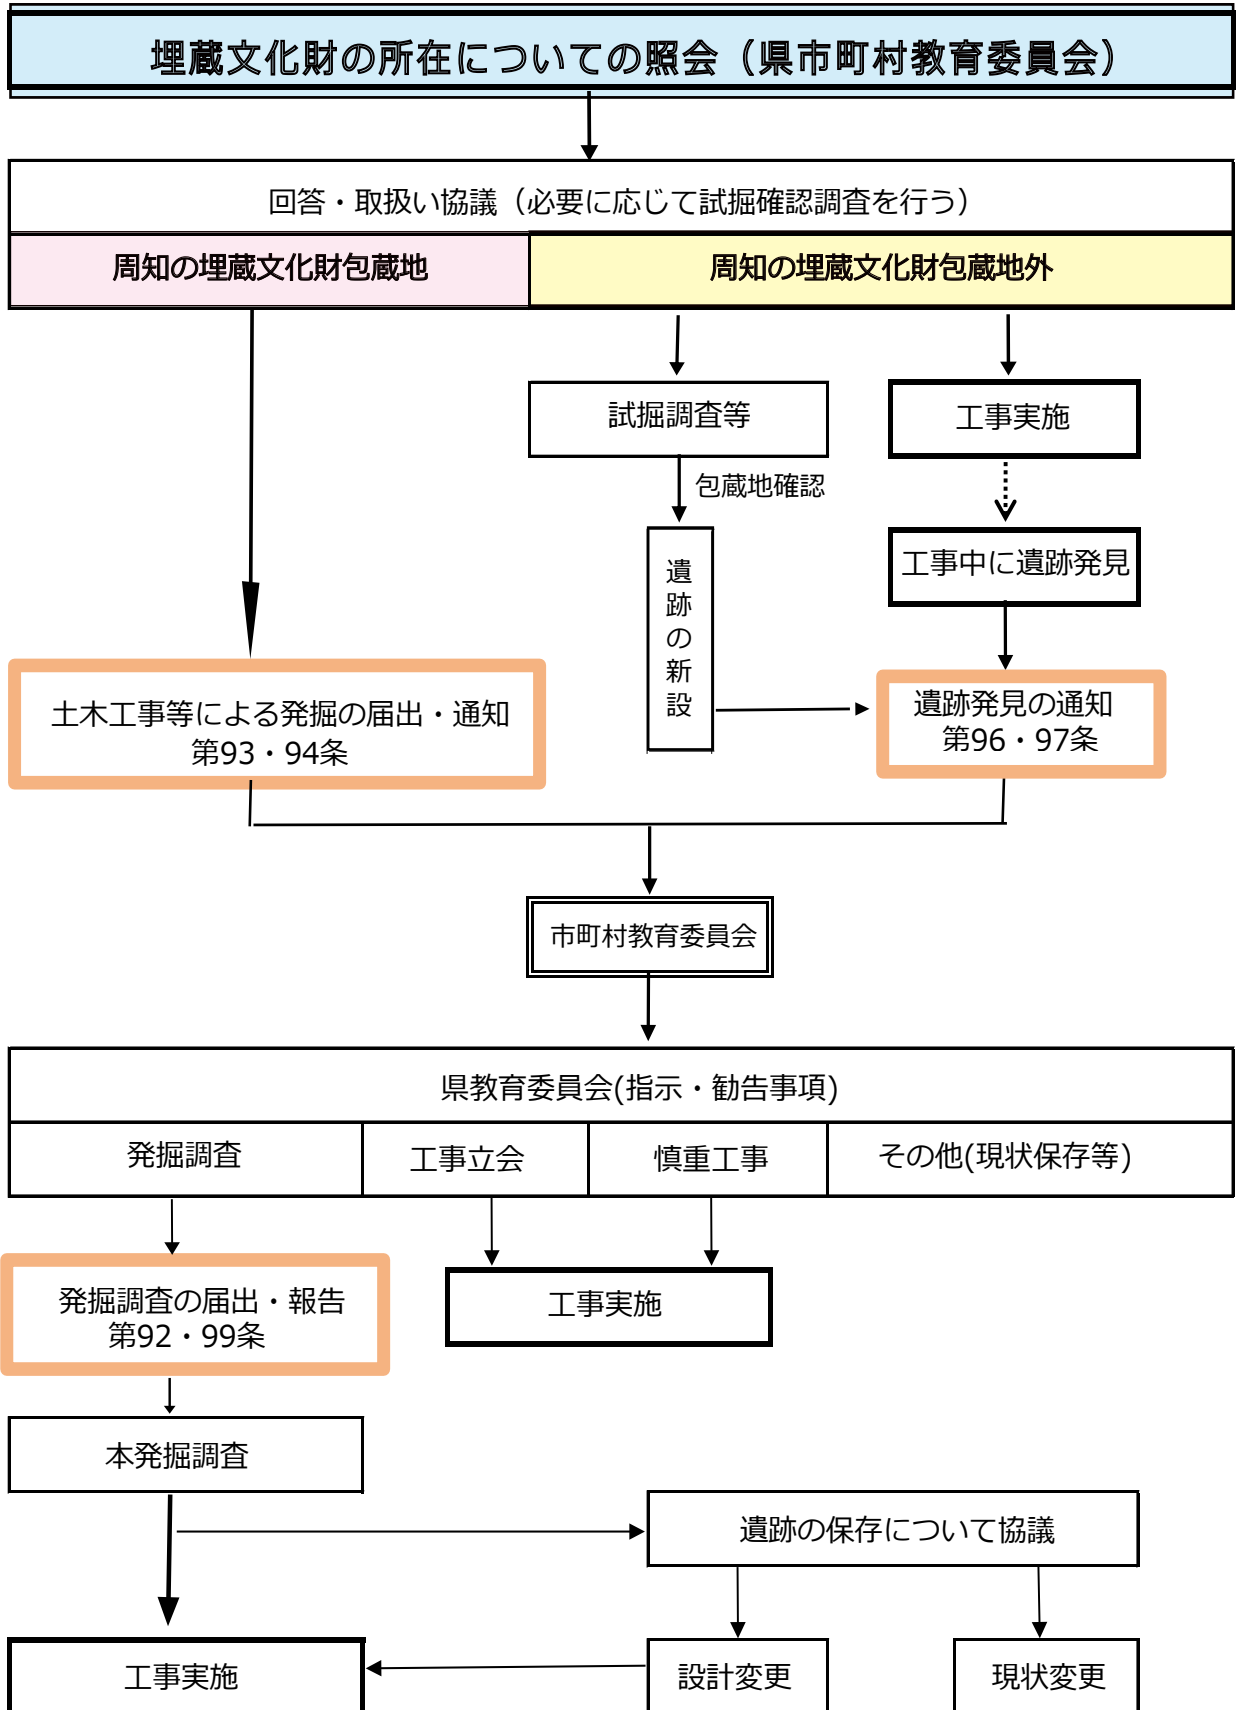 埋蔵文化財の所在についての照会（県市町村教育委員会）
回答・取扱い協議（必要に応じて試掘確認調査を行う）
周知の埋蔵文化財包蔵地
周知の埋蔵文化財包蔵地外
試掘調査等
工事実施
包蔵地確認
工事中に遺跡発見
遺跡の新設
土木工事等による発掘の届出・通知
第93・94条
遺跡発見の通知
第96・97条
市町村教育委員会
県教育委員会(指示・勧告事項)
発掘調査
工事立会
慎重工事
その他(現状保存等)
発掘調査の届出・報告
第92・99条
工事実施
本発掘調査
遺跡の保存について協議
工事実施
設計変更
現状変更